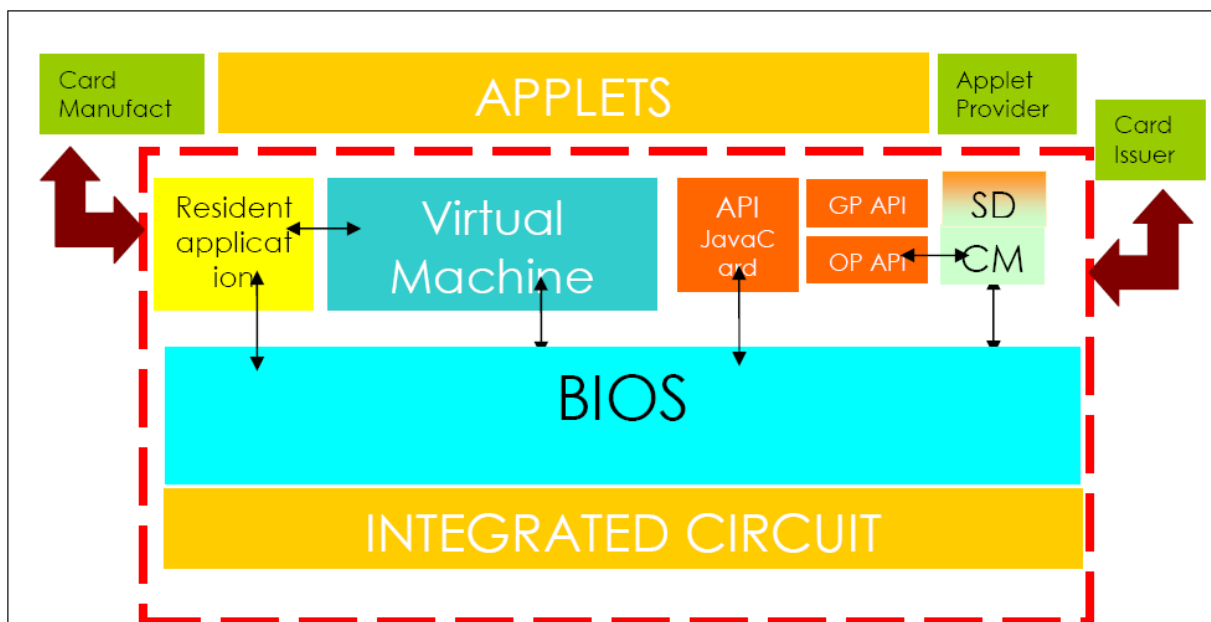 Card
Manufact
APPLETS
Applet
Provider
Card
Issuer
Resident
applicat
ion
Virtual
Machine
API
JavaC
ard
GP API
OP API
SD
CM
BIOS
INTEGRATED CIRCUIT